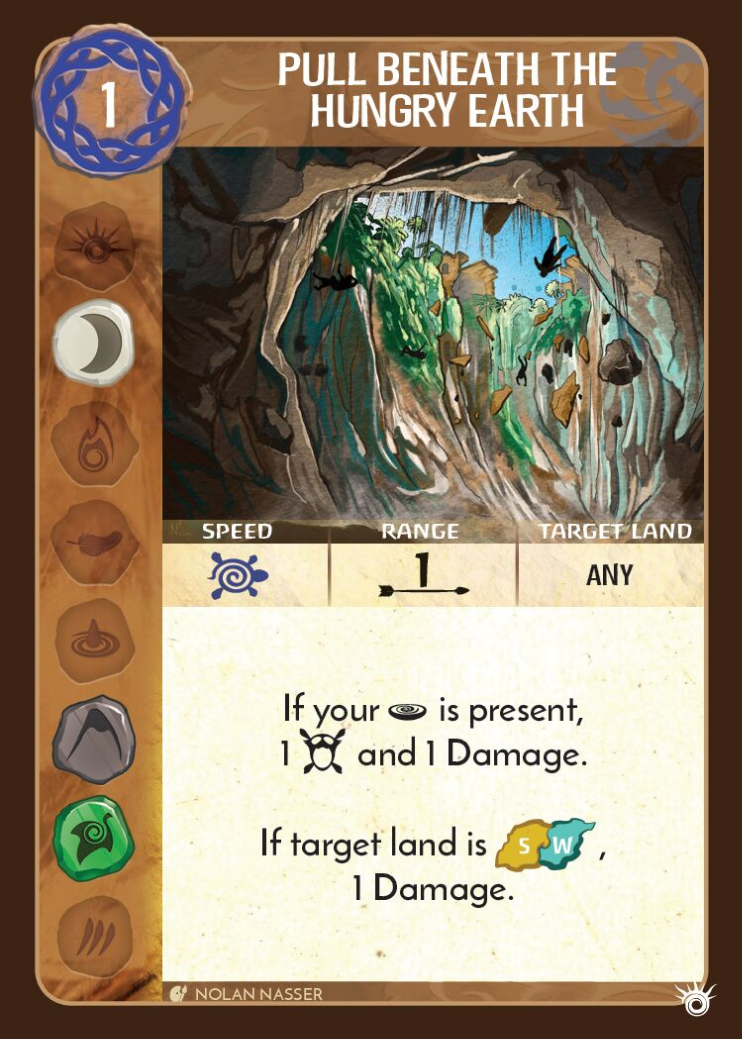 1
PULL BENEATH THE
HUNGRY EARTH
SPEED RANGE TARGET LAND
1 ANY
If your is present,
1 and 1 Damage.
If target land is S W ,
1 Damage.
NOLAN NASSER